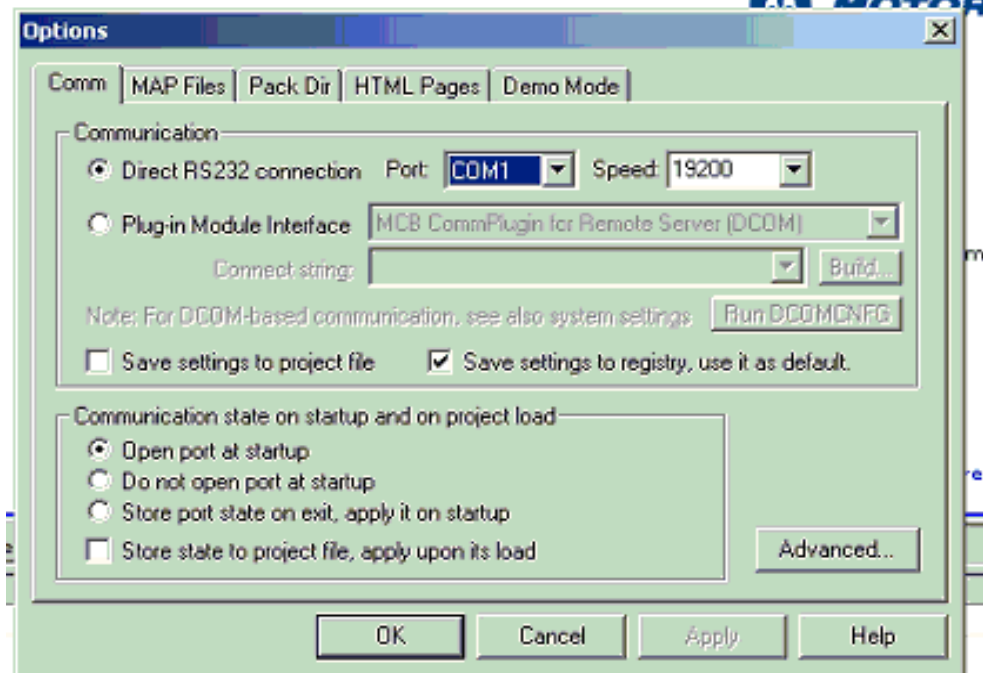 Options
Comm MAP Files Pack Dir HTML Pages Demo Mode
Communication
Direct RS232 connection Port: COM1 Speed: 19200
Plug-in Module Interface MCB CommPlugin for Remote Server (DCOM)
Connect string: Build...
Note: For DCOM-based communication, see also system settings Run DCOMCNFG
Save settings to project file Save settings to registry, use it as default.
Communication state on startup and on project load
Open port at startup
Do not open port at startup
Store port state on exit, apply it on startup
Store state to project file, apply upon its load
Advanced...
OK Cancel Apply Help